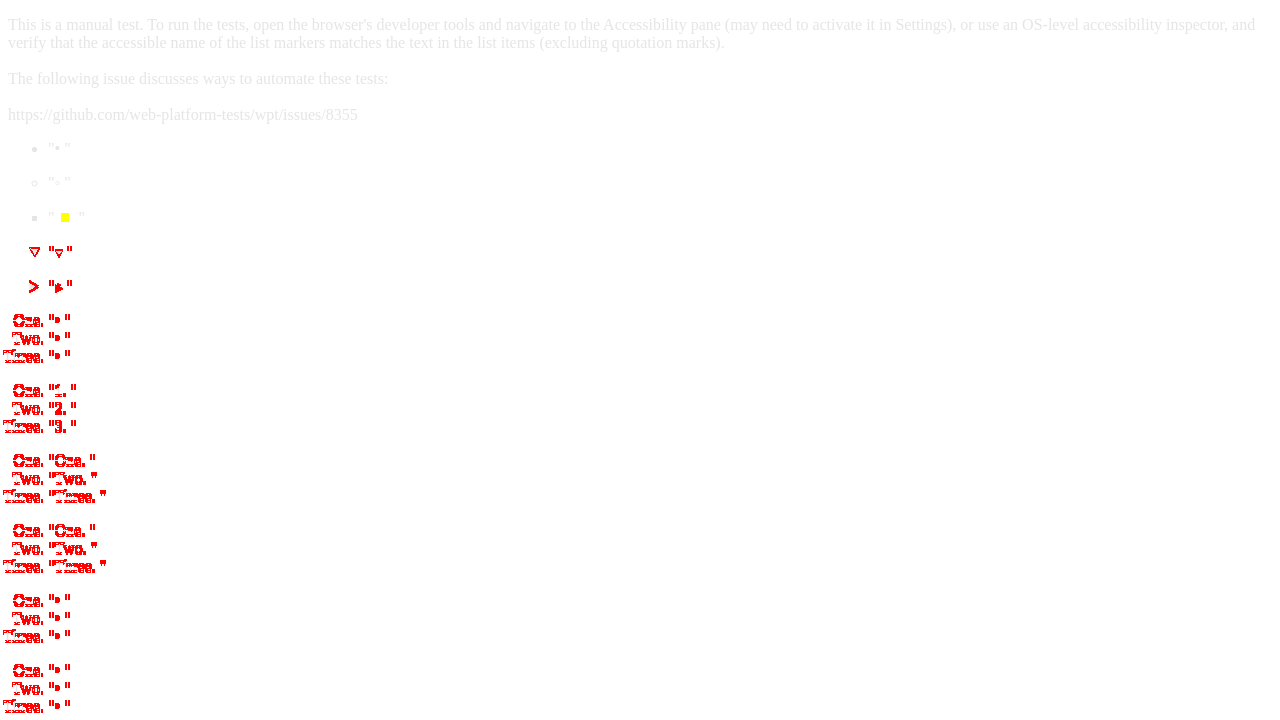 This is a manual test. To run the tests, open the browser's developer tools and navigate to the Accessibility pane (may need to activate it in Settings), or use an OS-level accessibility inspector, and
verify that the accessible name of the list markers matches the text in the list items (excluding quotation marks).
The following issue discusses ways to automate these tests:
https://github.com/web-platform-tests/wpt/issues/8355
• "• "
◦ "◦ "
▪ "■ "
▽ "▿ "
> "▸ "
One. "• "
Two. "• "
Three. "• "
One. "1. "
Two. "2. "
Three. "3. "
One. "One. "
Two. "Two. "
Three. "Three. "
One. "One. "
Two. "Two. "
Three. "Three. "
One. "• "
Two. "• "
Three. "• "
One. "• "
Two. "• "
Three. "• "